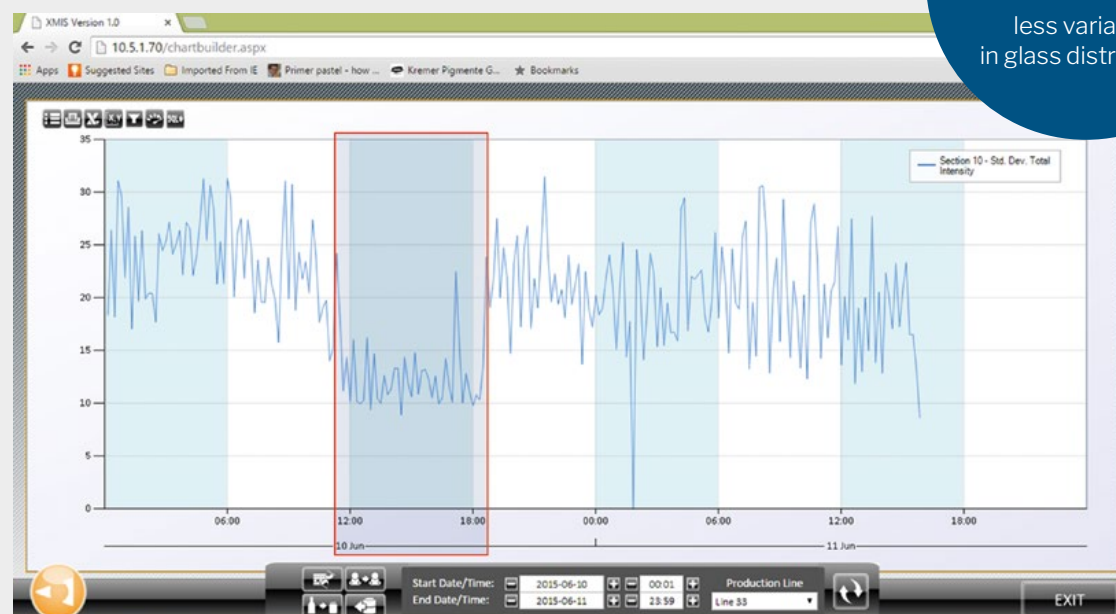 XMIS Version 1.0
less varia
in glass distr
10.5.1.70/chartbuilder.aspx
Apps Suggested Sites Imported From IE Primer pastel - how ... Kremer Pigmente G... Bookmarks
35
Section 10 - Std. Dev. Total
Intensity
30
25
20
15
10
5
0
06:00 12:00 18:00 00:00 06:00 12:00 18:00
10 Jun 11 Jun
Start Date/Time: 2015-06-10 00:01 Production Line
End Date/Time: 2015-06-11 23:59 Line 33
EXIT